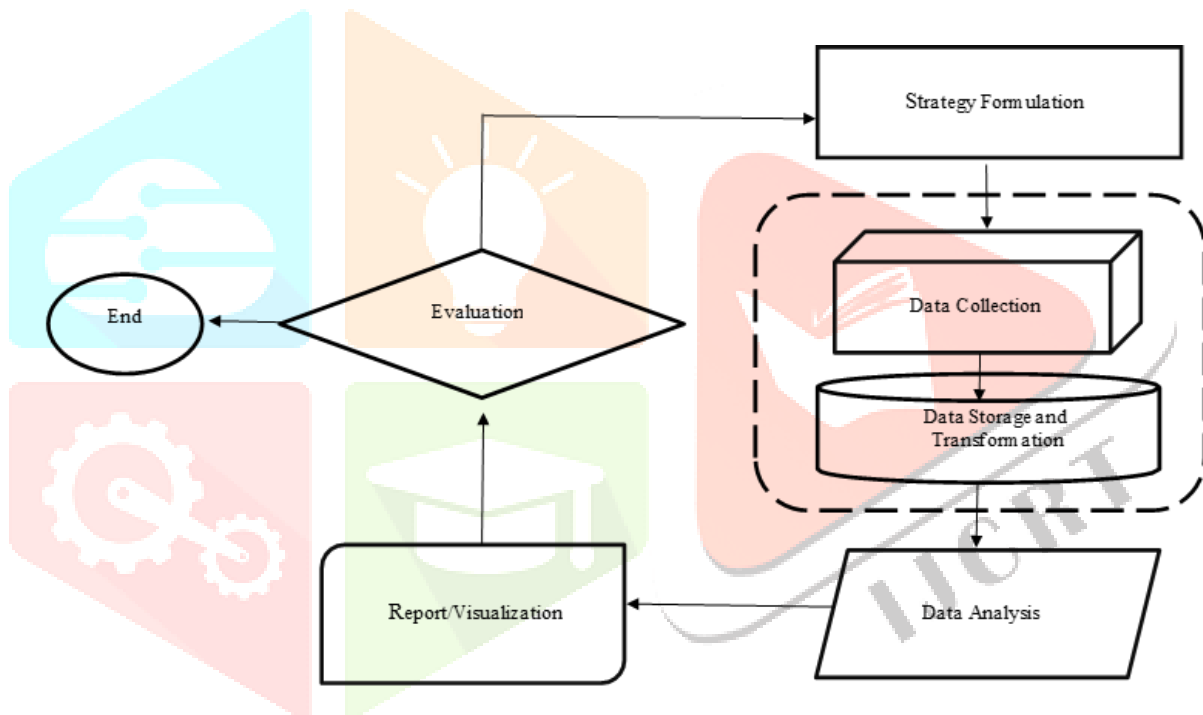 Strategy Formulation
Data Collection
Data Storage and
Transformation
Data Analysis
Report/Visualization
Evaluation
End
IJCRT